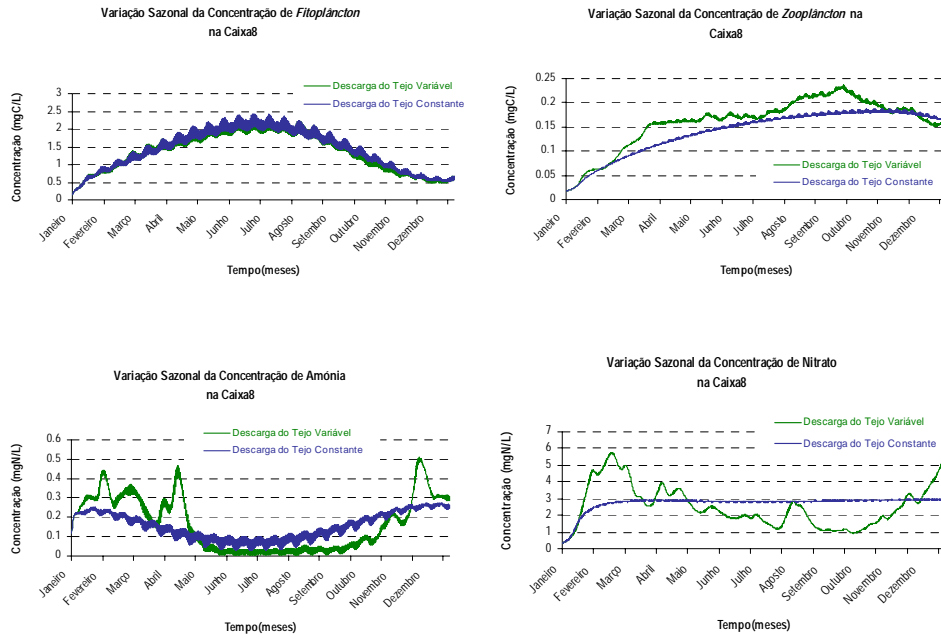 Variação Sazonal da Concentração de Fitoplâncton
na Caixa8
Descarga do Tejo Variável
Descarga do Tejo Constante
Concentração (mgC/L)
3
2.5
2
1.5
1
0.5
0
Janeiro
Fevereiro
Março
Abril
Maio
Junho
Julho
Agosto
Setembro
Outubro
Novembro
Dezembro
Tempo(meses)
Variação Sazonal da Concentração de Zooplâncton na
Caixa8
Concentração (mgC/L)
0.25
0.2
0.15
0.1
0.05
0
Descarga do Tejo Variável
Descarga do Tejo Constante
Janeiro
Fevereiro
Março
Abril
Maio
Junho
Julho
Agosto
Setembro
Outubro
Novembro
Dezembro
Tempo(meses)
Variação Sazonal da Concentração de Amónia
na Caixa8
Descarga do Tejo Variável
Descarga do Tejo Constante
Concentração (mgN/L)
0.6
0.5
0.4
0.3
0.2
0.1
0
Janeiro
Fevereiro
Março
Abril
Maio
Junho
Julho
Agosto
Setembro
Outubro
Novembro
Dezembro
Tempo(meses)
Variação Sazonal da Concentração de Nitrato
na Caixa8
Descarga do Tejo Variável
Descarga do Tejo Constante
Concentração (mgN/L)
7
6
5
4
3
2
1
0
Janeiro
Fevereiro
Março
Abril
Maio
Junho
Julho
Agosto
Setembro
Outubro
Novembro
Dezembro
Tempo(meses)